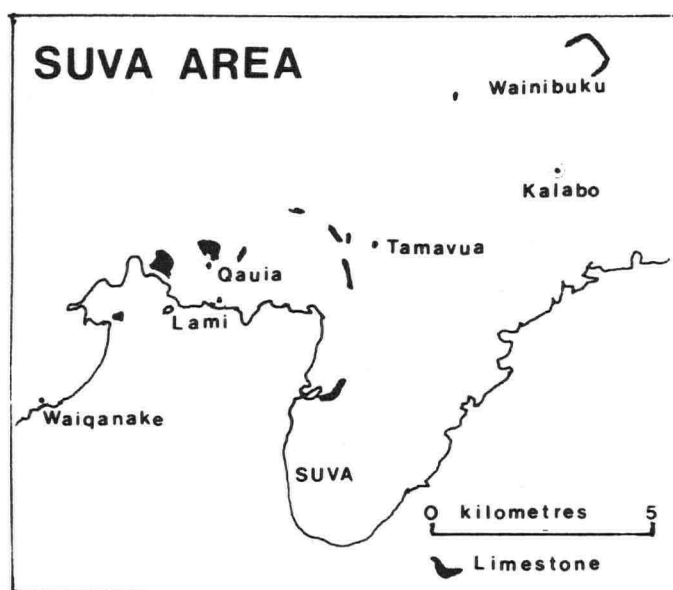 SUVA AREA
Wainibuku
Kalabo
Tamavua
Qauia
Lami
Waiqanake
SUVA
0 kilometres 5
Limestone